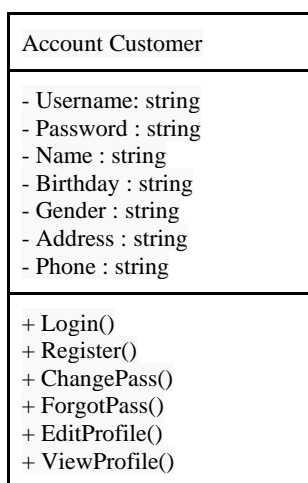 Account Customer
- Username: string
- Password : string
- Name : string
- Birthday : string
- Gender : string
- Address : string
- Phone : string
+ Login()
+ Register()
+ ChangePass()
+ ForgotPass()
+ EditProfile()
+ ViewProfile()